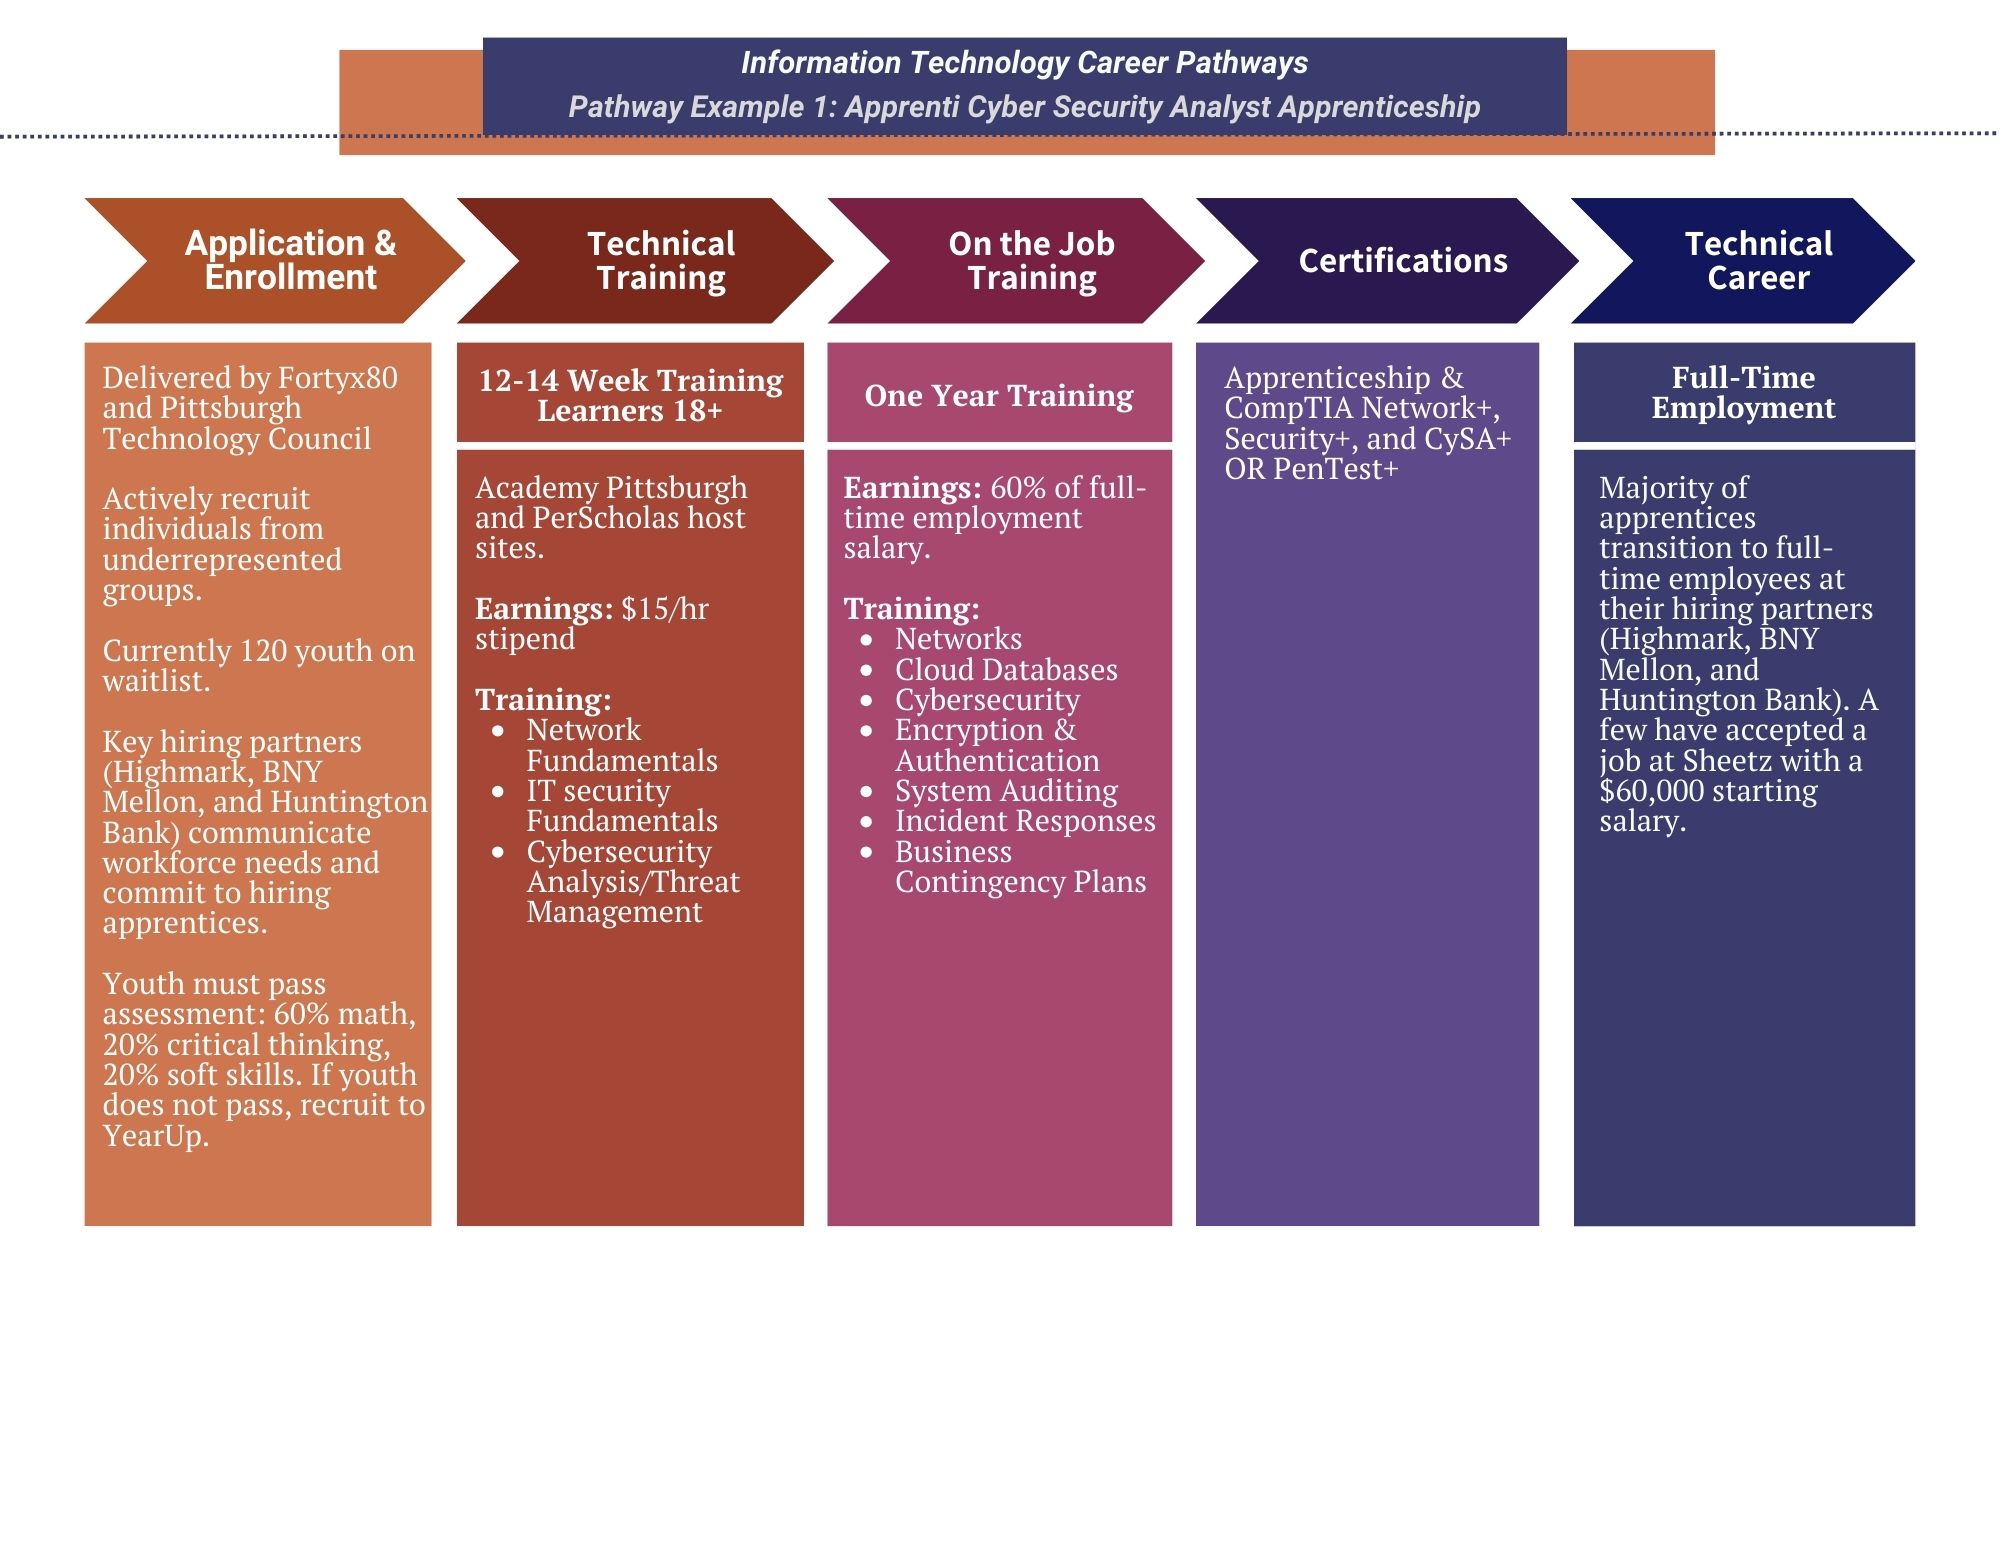 Information Technology Career Pathways
Pathway Example 1: Apprenti Cyber Security Analyst Apprenticeship
Application &
Enrollment
Delivered by Fortyx80
and Pittsburgh
Technology Council
Actively recruit
individuals from
underrepresented
groups.
Currently 120 youth on
waitlist.
Key hiring partners
(Highmark, BNY
Mellon, and Huntington
Bank) communicate
workforce needs and
commit to hiring
apprentices.
Youth must pass
assessment: 60% math,
20% critical thinking,
20% soft skills. If youth
does not pass, recruit to
YearUp.
Technical
Training
12-14 Week Training
Learners 18+
Academy Pittsburgh
and PerScholas host
sites.
Earnings: $15/hr
stipend
Training:
• Network
Fundamentals
• IT security
Fundamentals
• Cybersecurity
Analysis/Threat
Management
On the Job
Training
One Year Training
Earnings: 60% of full-
time employment
salary.
Training:
• Networks
• Cloud Databases
• Cybersecurity
• Encryption &
Authentication
• System Auditing
• Incident Responses
• Business
Contingency Plans
Certifications
Apprenticeship &
CompTIA Network+,
Security+, and CySA+
OR PenTest+
Technical
Career
Full-Time
Employment
Majority of
apprentices
transition to full-
time employees at
their hiring partners
(Highmark, BNY
Mellon, and
Huntington Bank). A
few have accepted a
job at Sheetz with a
$60,000 starting
salary.